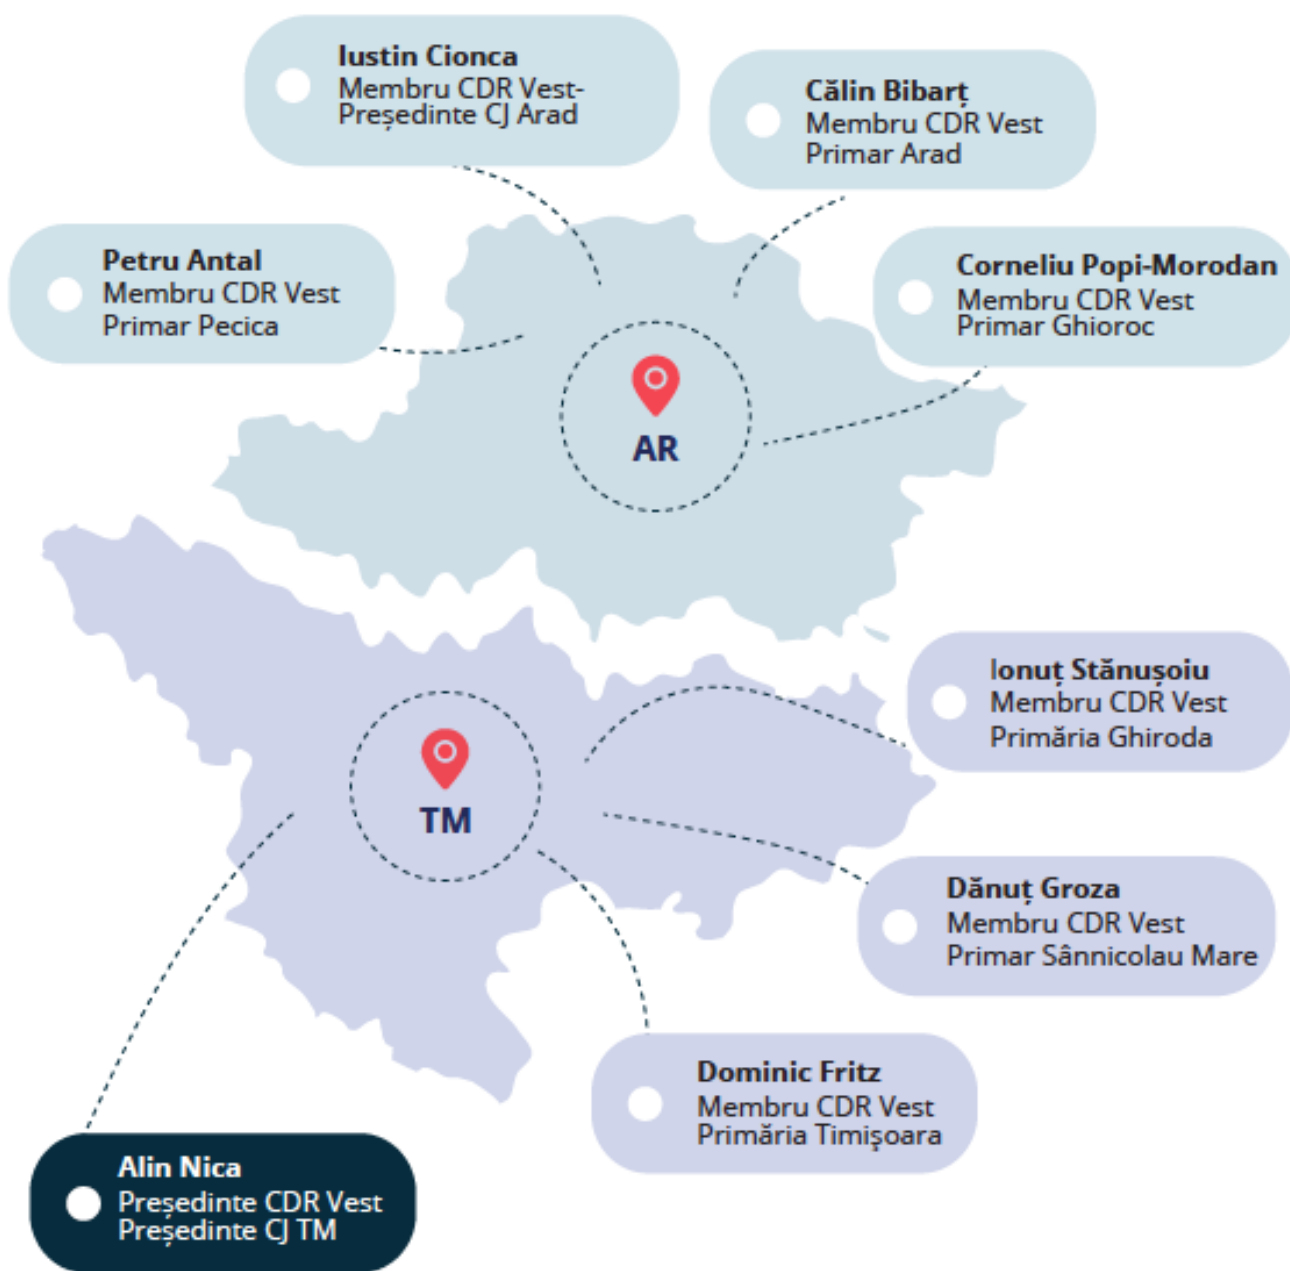 Iustin Cionca
Membru CDR Vest-
Președinte CJ Arad
Călin Bibarț
Membru CDR Vest
Primar Arad
Petru Antal
Membru CDR Vest
Primar Pecica
Corneliu Popi-Morodan
Membru CDR Vest
Primar Ghioroc
AR
Ionuț Stănușoiu
Membru CDR Vest
Primăria Ghiroda
TM
Dănuț Groza
Membru CDR Vest
Primar Sânnicolau Mare
Dominic Fritz
Membru CDR Vest
Primăria Timişoara
Alin Nica
Președinte CDR Vest
Președinte CJ TM